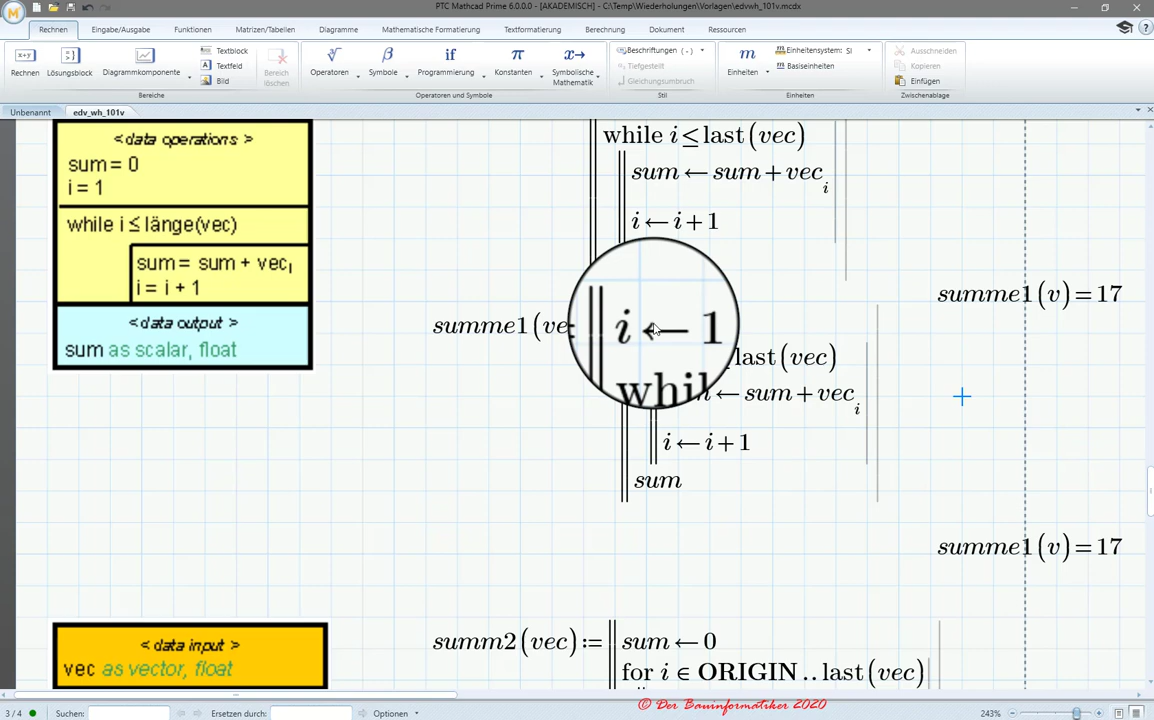 PTC Mathcad Prime 6.0.0.0 - [AKADEMISCH] - C:\Temp\Wiederholungen\Vorlagen\edvwh_101v.mcdx
Rechnen Eingabe/Ausgabe Funktionen Matrizen/Tabellen Diagramme Mathematikformatierung Textformatierung Berechnung Dokument Ressourcen
Rechnen Lösungsblock Diagrammkomponente
Textblock
Textfeld
Bild
Bereich löschen
Operatoren Symbole Programmierung Konstanten Symbolische Mathematik
Beschriftungen ( - )
Tiefgestellt
Gleichungsumbruch
Einheiten
Einheitensystem: SI
Basiseinheiten
Ausschneiden
Kopieren
Einfügen
Bereiche Operatoren und Symbole Stil Einheiten Zwischenablage
Unbenannt edv_wh_101v
< data operations >
sum = 0
i = 1
while i ≤ länge(vec)
sum = sum + vecᵢ
i = i + 1
< data output >
sum as scalar, float
while i ≤ last (vec)
sum ← sum + vec i
i ← i + 1
summe1 (v) = 17
summe1 (ve
i ← 1
whil
last (vec)
← sum + vec i
i ← i + 1
sum
summe1 (v) = 17
< data input >
vec as vector, float
summ2 (vec) := sum ← 0
for i ∈ ORIGIN .. last (vec)
© Der Bauinformatiker 2020
3 / 4 Suchen: Ersetzen durch: Optionen 243%